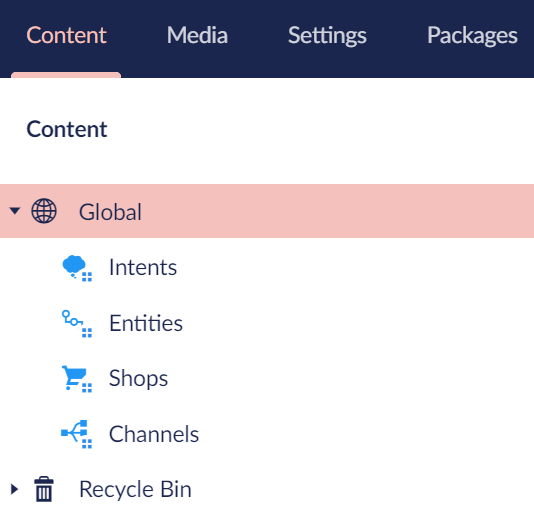 Content Media Settings Packages
Content
Global
Intents
Entities
Shops
Channels
Recycle Bin